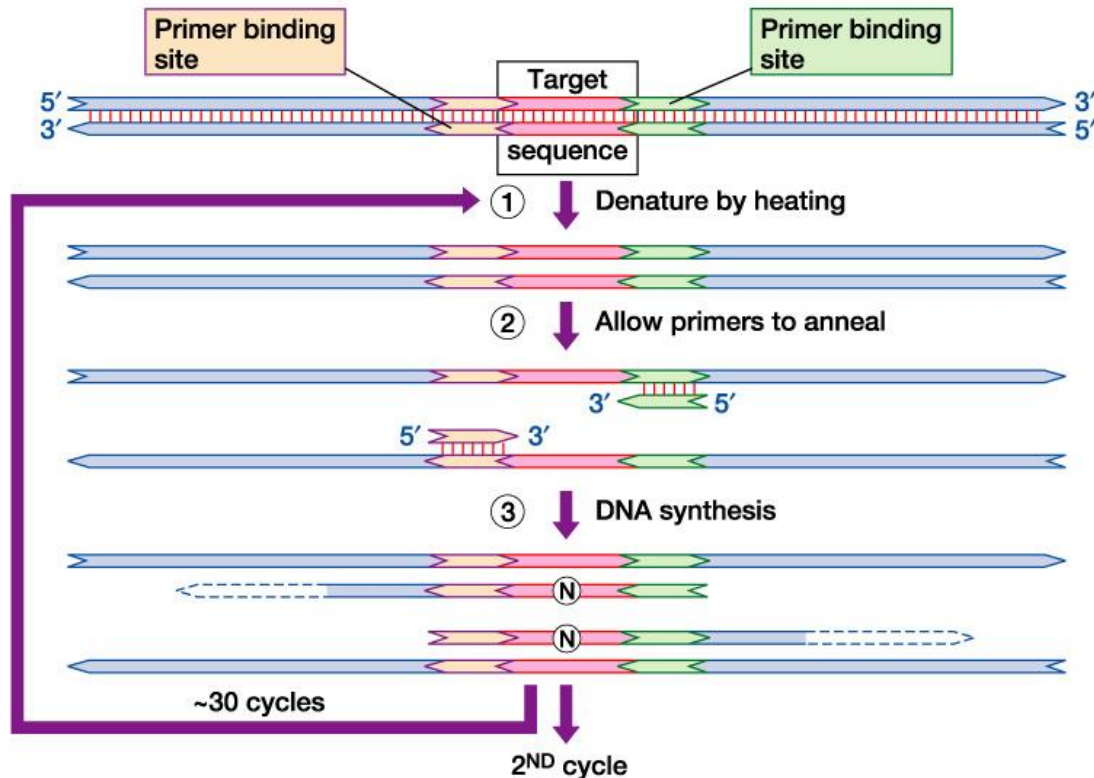 Primer binding
site
Primer binding
site
Target
5′ 3′
3′ 5′
sequence
1 Denature by heating
2 Allow primers to anneal
3′ 5′
5′ 3′
3 DNA synthesis
N
N
~30 cycles
2ND cycle